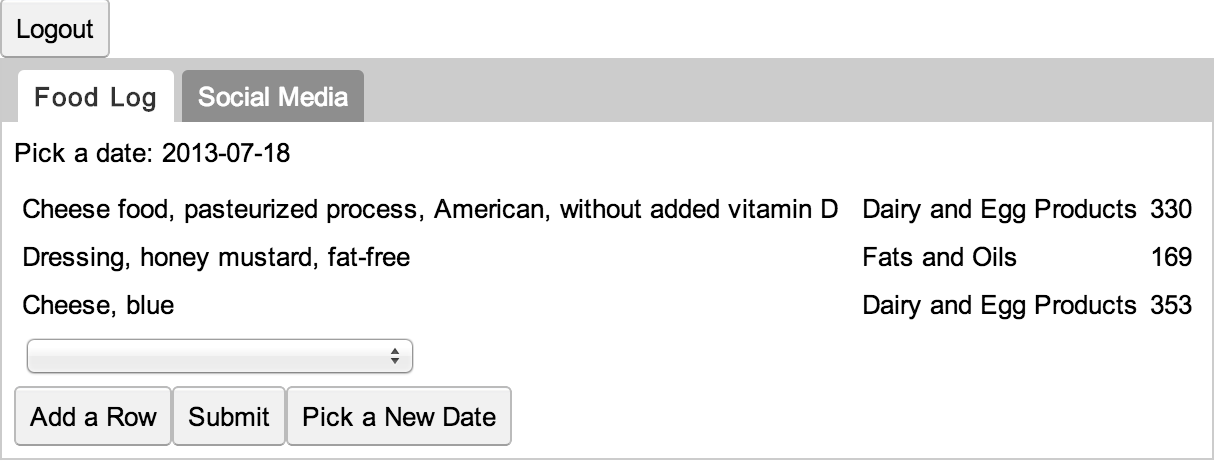 Logout
Food Log Social Media
Pick a date: 2013-07-18
Cheese food, pasteurized process, American, without added vitamin D Dairy and Egg Products 330
Dressing, honey mustard, fat-free Fats and Oils 169
Cheese, blue Dairy and Egg Products 353
Add a Row Submit Pick a New Date